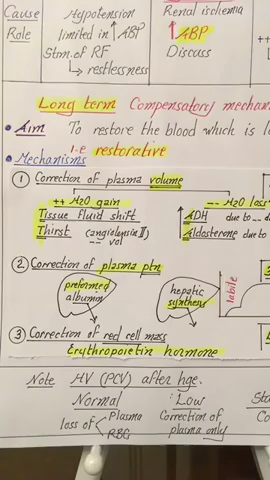 Cause
Role
Hypotension
limited in ↑ ABP
Stim. of RF
↳ restlessness
Renal ischemia
↑ ABP
Discuss
++
Long term Compensatory mechan
• Aim To restore the blood which is l
i.e restorative
• Mechanisms
① Correction of plasma volume
++ H2O gain
Tissue fluid shift
Thirst (angiotensin II)
-- vol
-- H2O loss
↑ ADH due to --
Aldosterone due to
② Correction of plasma ptn
preformed
albumin
hepatic
synthesis
labile
③ Correction of red cell mass
Erythropoietin hormone
Note HV (PCV) after hge.
Normal
loss of Plasma
RBC
Low
Correction of
plasma only
Sta
Co